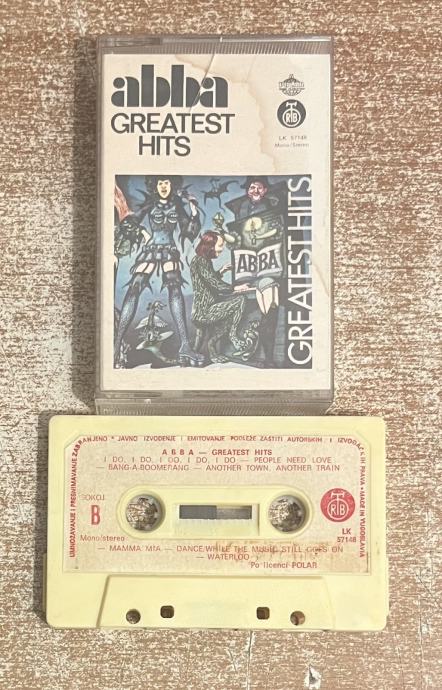 abba
GREATEST
HITS
POLAR
RTB
LK 57148
Mono/Stereo
ABBA
GREATEST HITS
UMNOŽAVANJE I PRESNIMAVANJE ZABRANJENO • JAVNO IZVOĐENJE I EMITOVANJE PODLEŽE ZAŠTITI AUTORSKIH I IZVOĐAČKIH PRAVA • MADE IN YUGOSLAVIA
ABBA — GREATEST HITS
I DO, I DO, I DO, I DO, I DO — PEOPLE NEED LOVE —
BANG-A-BOOMERANG — ANOTHER TOWN, ANOTHER TRAIN
B
RTB
Mono/stereo
LK
57148
— MAMMA MIA — DANCE/WHILE THE MUSIC STILL GOES ON
— WATERLOO
Po licenci POLAR